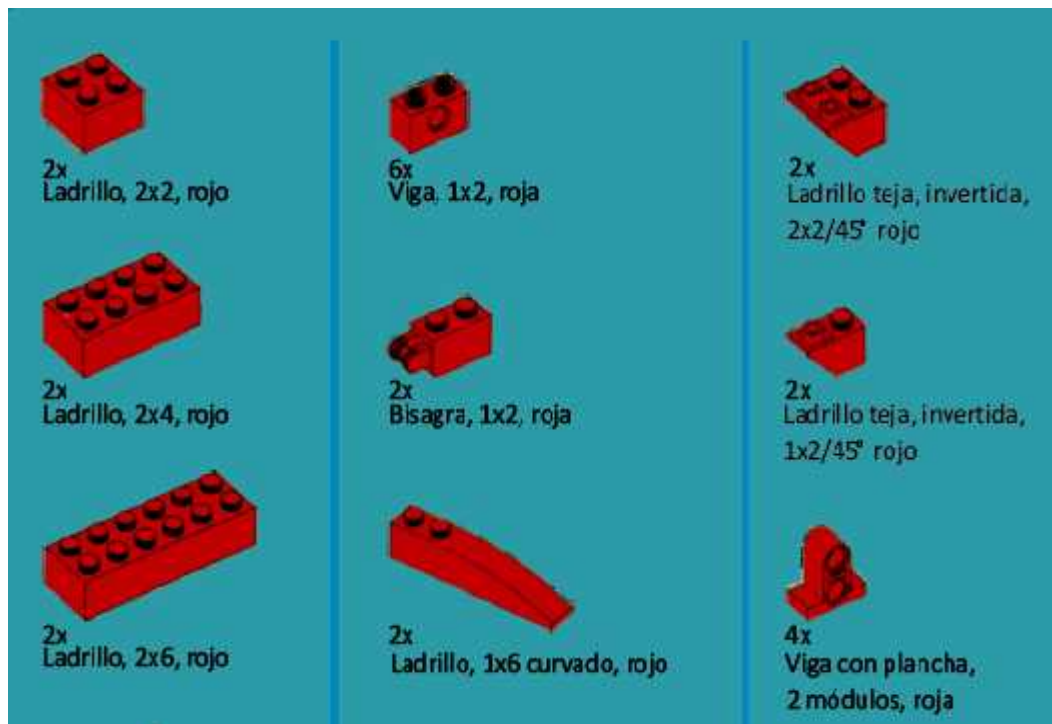 2x
Ladrillo, 2x2, rojo
2x
Ladrillo, 2x4, rojo
2x
Ladrillo, 2x6, rojo
6x
Viga, 1x2, roja
2x
Bisagra, 1x2, roja
2x
Ladrillo, 1x6 curvado, rojo
2x
Ladrillo teja, invertida,
2x2/45° rojo
2x
Ladrillo teja, invertida,
1x2/45° rojo
4x
Viga con plancha,
2 módulos, roja